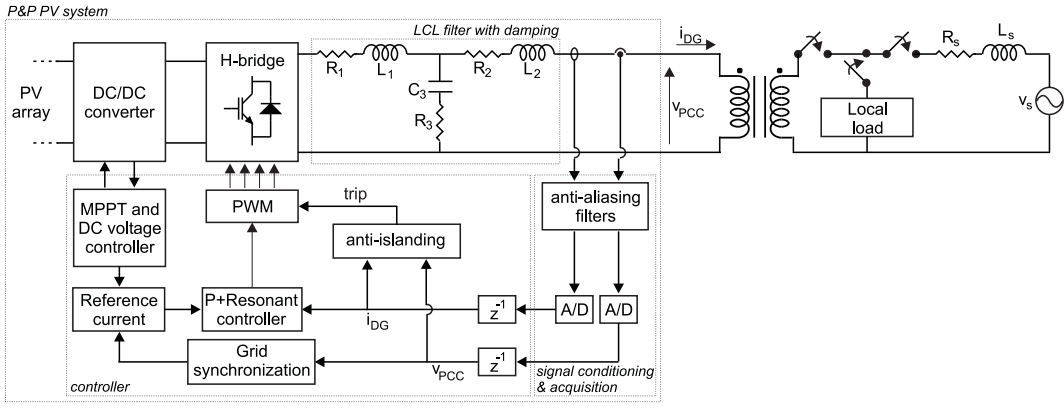 P&P PV system
LCL filter with damping
PV
array
DC/DC
converter
H-bridge
R1
L1
C3
R3
R2
L2
iDG
vPCC
Rs
Ls
vs
Local
load
MPPT and
DC voltage
controller
PWM
trip
anti-islanding
anti-aliasing
filters
Reference
current
P+Resonant
controller
iDG
z-1
A/D
A/D
Grid
synchronization
vPCC
z-1
controller
signal conditioning
& acquisition